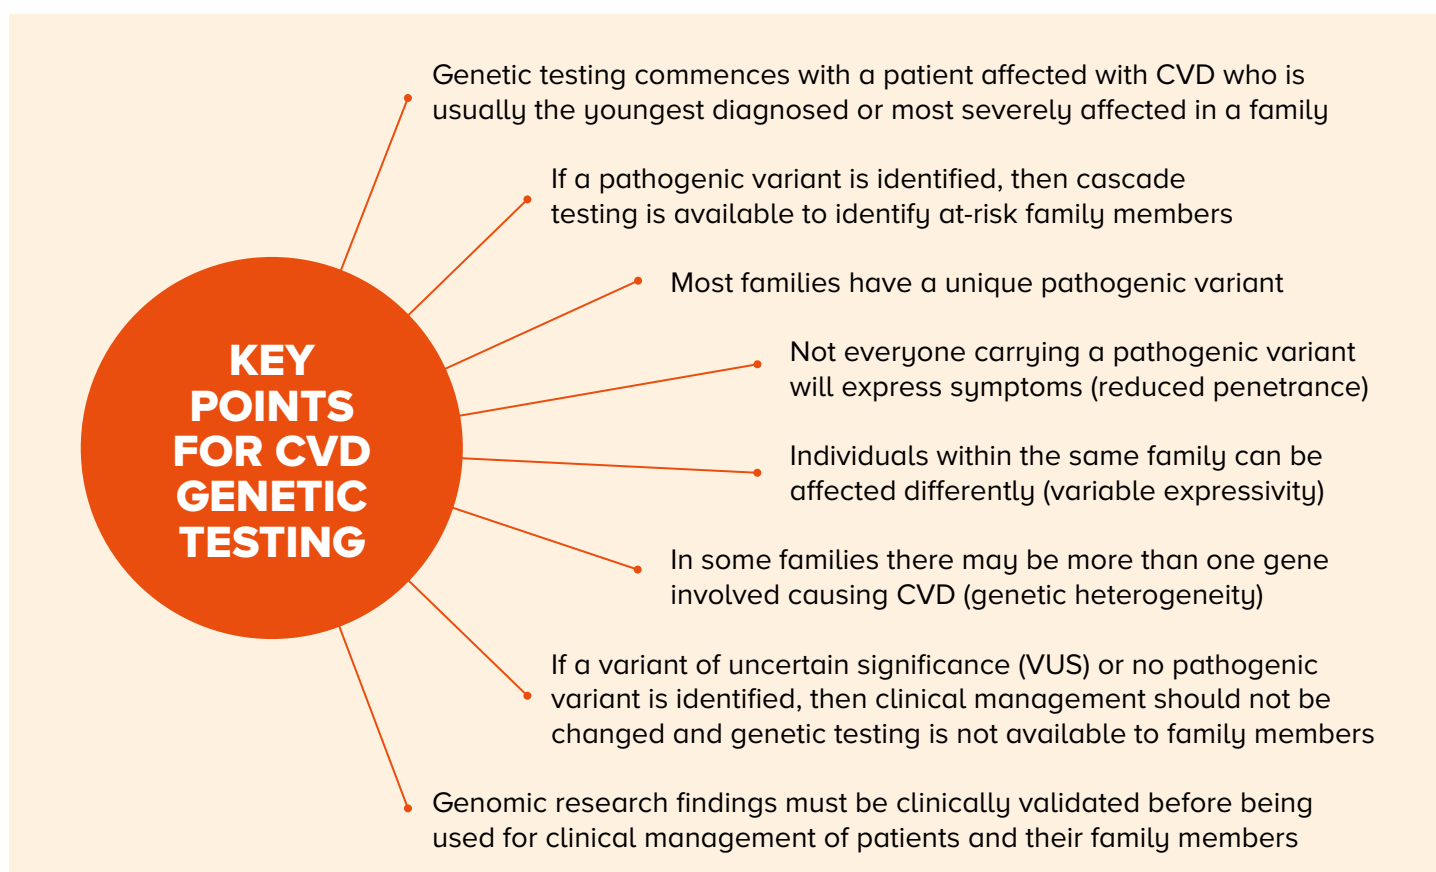 KEY
POINTS
FOR CVD
GENETIC
TESTING
Genetic testing commences with a patient affected with CVD who is
usually the youngest diagnosed or most severely affected in a family
If a pathogenic variant is identified, then cascade
testing is available to identify at-risk family members
Most families have a unique pathogenic variant
Not everyone carrying a pathogenic variant
will express symptoms (reduced penetrance)
Individuals within the same family can be
affected differently (variable expressivity)
In some families there may be more than one gene
involved causing CVD (genetic heterogeneity)
If a variant of uncertain significance (VUS) or no pathogenic
variant is identified, then clinical management should not be
changed and genetic testing is not available to family members
Genomic research findings must be clinically validated before being
used for clinical management of patients and their family members